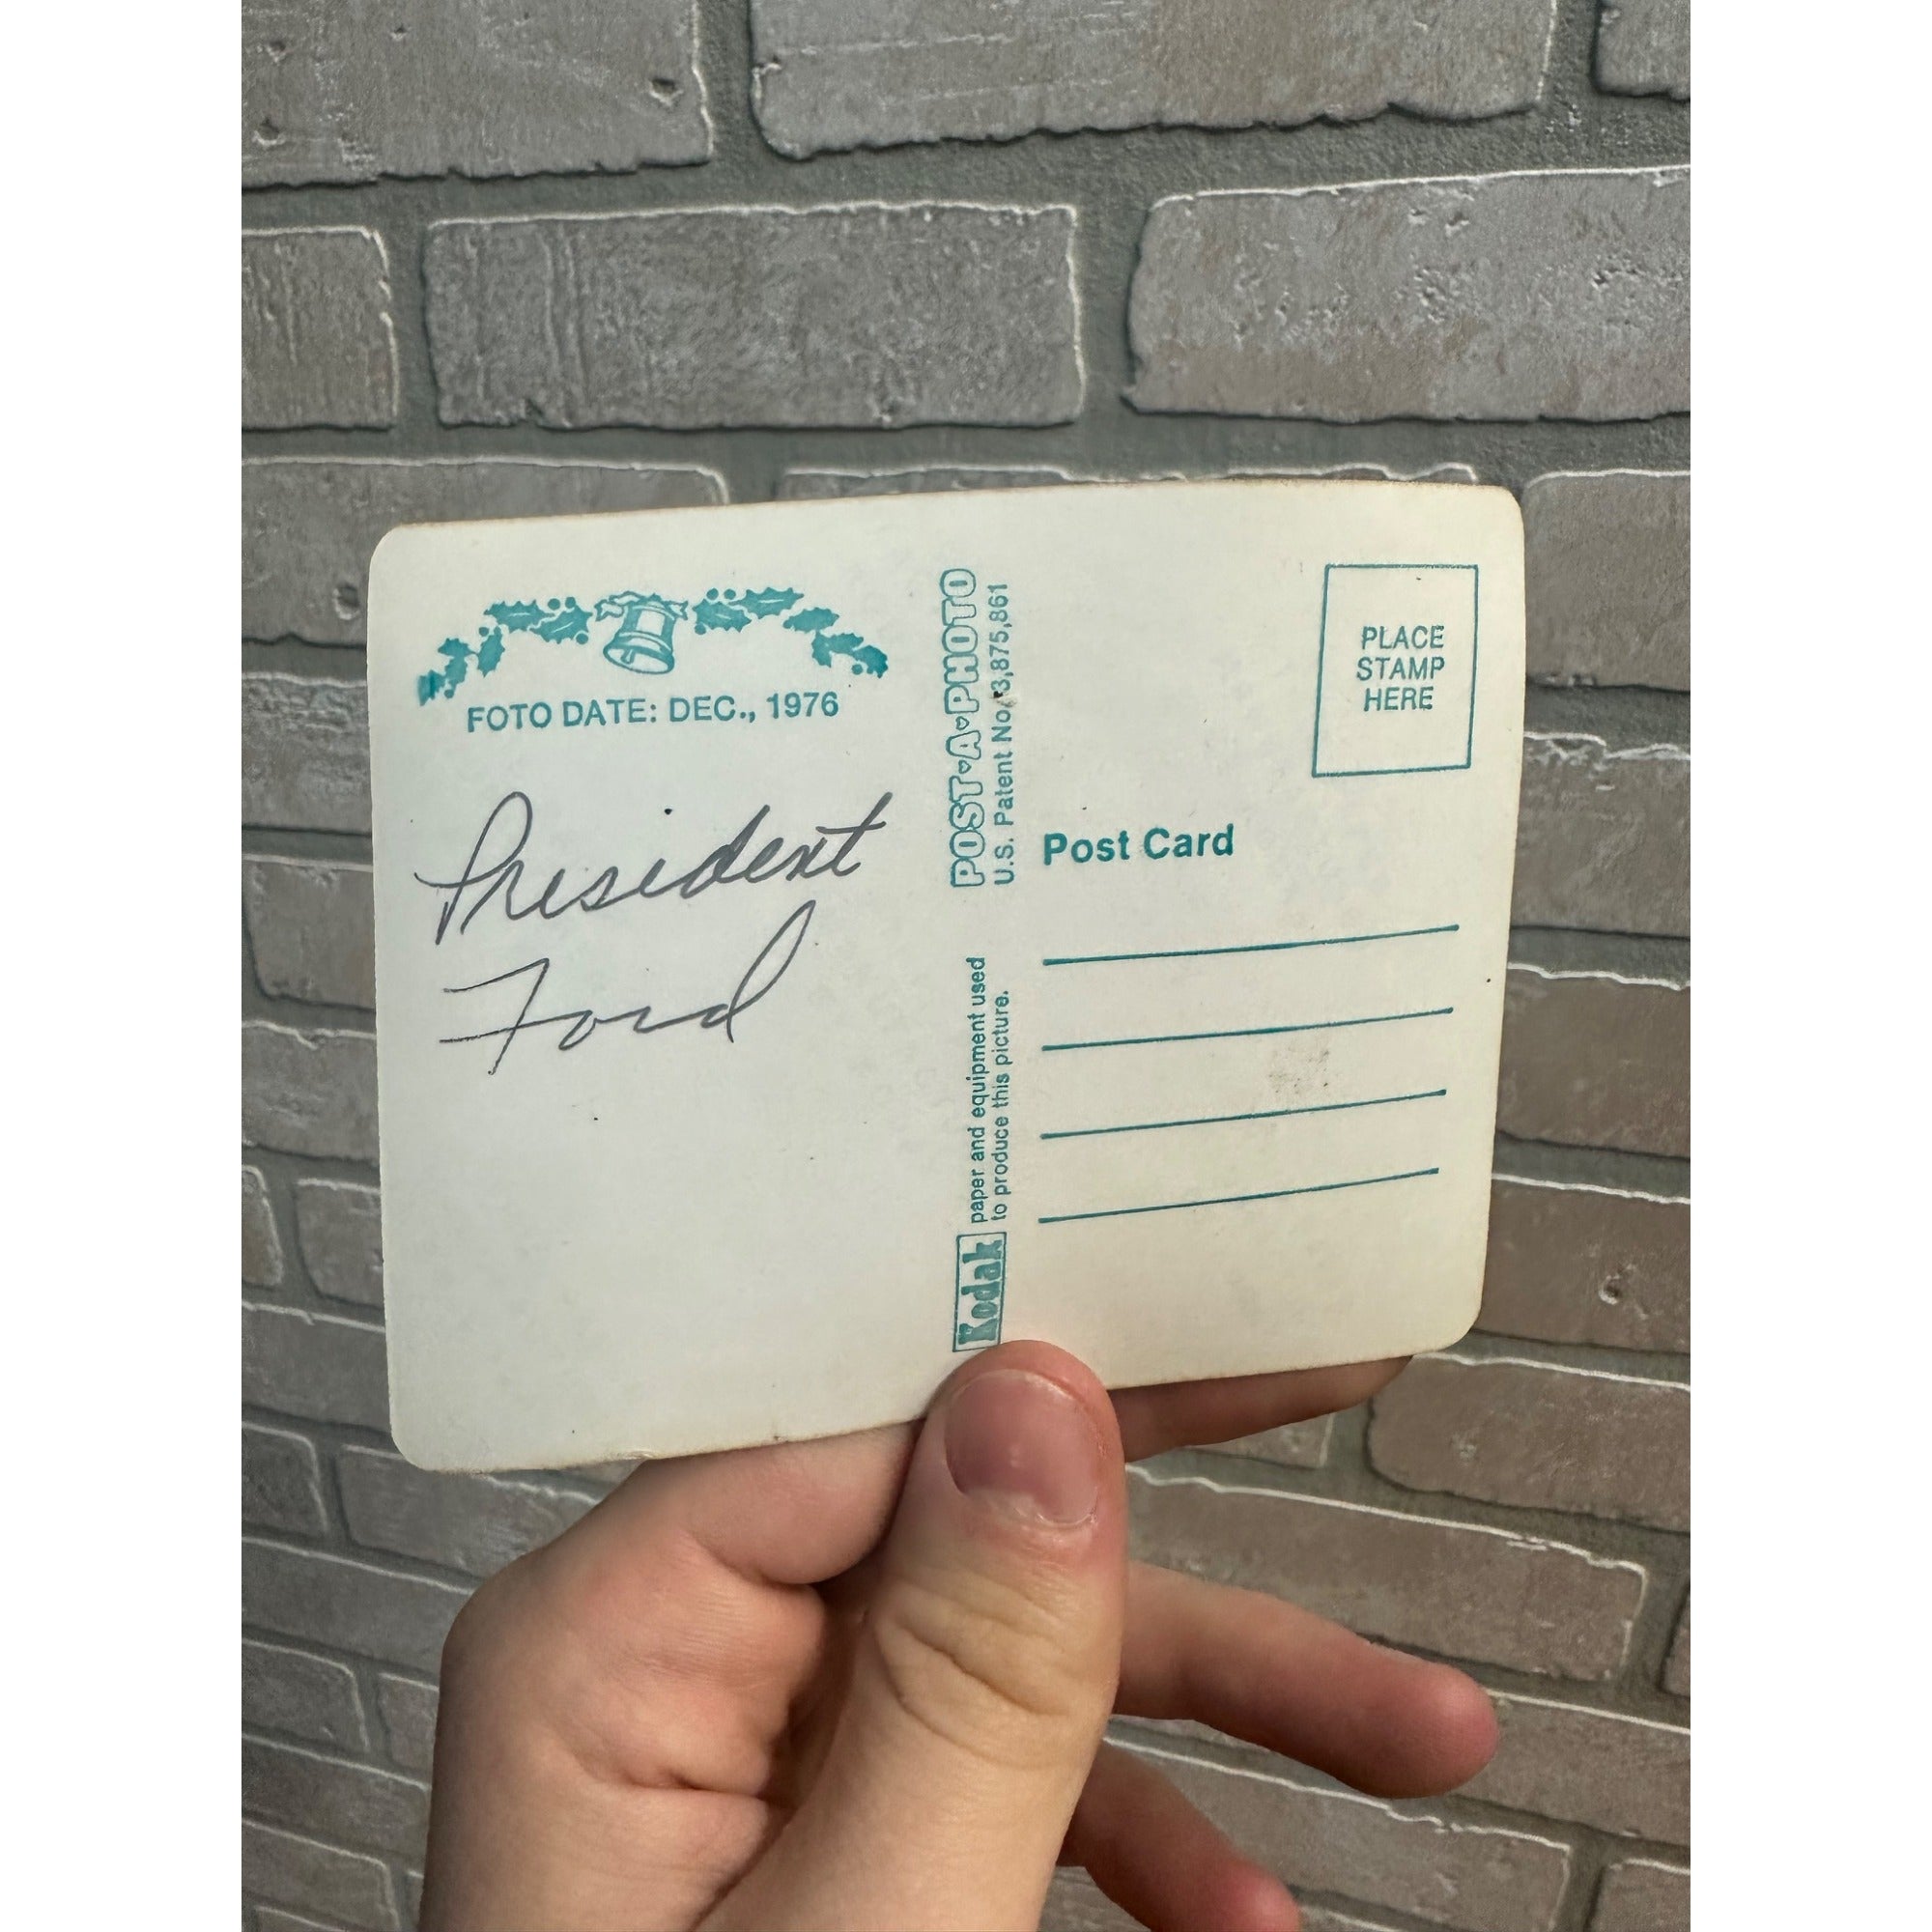 FOTO DATE: DEC., 1976
President
Ford
POST·A·PHOTO
U.S. Patent No. 3,875,861
Kodak
paper and equipment used
to produce this picture.
PLACE
STAMP
HERE
Post Card